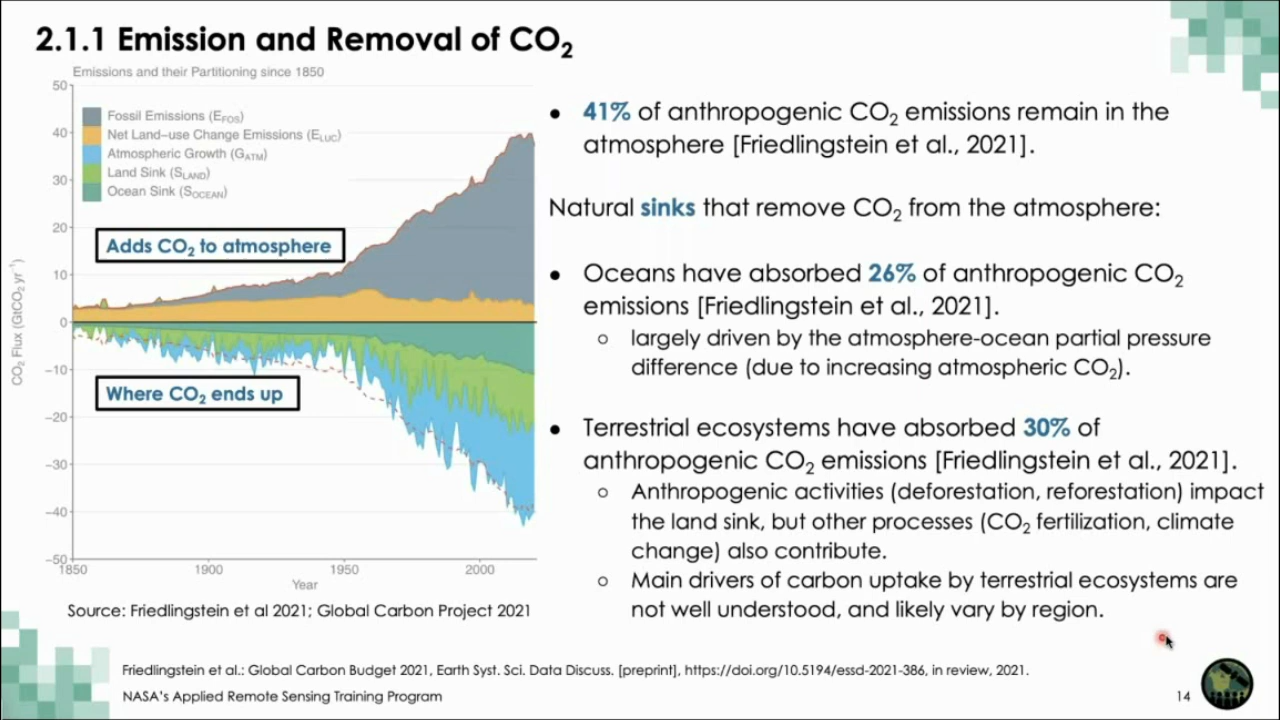 2.1.1 Emission and Removal of CO₂
Emissions and their Partitioning since 1850
50
40
30
20
10
0
−10
−20
−30
−40
−50
CO₂ Flux (GtCO₂ yr⁻¹)
Fossil Emissions (E_FOS)
Net Land−use Change Emissions (E_LUC)
Atmospheric Growth (G_ATM)
Land Sink (S_LAND)
Ocean Sink (S_OCEAN)
Adds CO₂ to atmosphere
Where CO₂ ends up
1850 1900 1950 2000
Year
Source: Friedlingstein et al 2021; Global Carbon Project 2021
● 41% of anthropogenic CO₂ emissions remain in the
atmosphere [Friedlingstein et al., 2021].
Natural sinks that remove CO₂ from the atmosphere:
● Oceans have absorbed 26% of anthropogenic CO₂
emissions [Friedlingstein et al., 2021].
○ largely driven by the atmosphere-ocean partial pressure
difference (due to increasing atmospheric CO₂).
● Terrestrial ecosystems have absorbed 30% of
anthropogenic CO₂ emissions [Friedlingstein et al., 2021].
○ Anthropogenic activities (deforestation, reforestation) impact
the land sink, but other processes (CO₂ fertilization, climate
change) also contribute.
○ Main drivers of carbon uptake by terrestrial ecosystems are
not well understood, and likely vary by region.
Friedlingstein et al.: Global Carbon Budget 2021, Earth Syst. Sci. Data Discuss. [preprint], https://doi.org/10.5194/essd-2021-386, in review, 2021.
NASA's Applied Remote Sensing Training Program
14